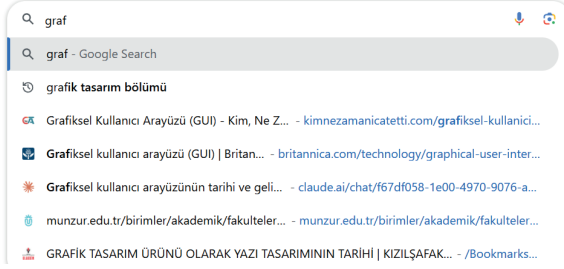 graf
graf - Google Search
grafik tasarım bölümü
Grafiksel Kullanıcı Arayüzü (GUI) - Kim, Ne Z... - kimnezamanicatetti.com/grafiksel-kullanici...
Grafiksel kullanıcı arayüzü (GUI) | Britan... - britannica.com/technology/graphical-user-inter...
Grafiksel kullanıcı arayüzünün tarihi ve geli... - claude.ai/chat/f67df058-1e00-4970-9076-a...
munzur.edu.tr/birimler/akademik/fakulteler... - munzur.edu.tr/birimler/akademik/fakulteler...
GRAFİK TASARIM ÜRÜNÜ OLARAK YAZI TASARIMININ TARİHİ | KIZILŞAFAK... - /Bookmarks...